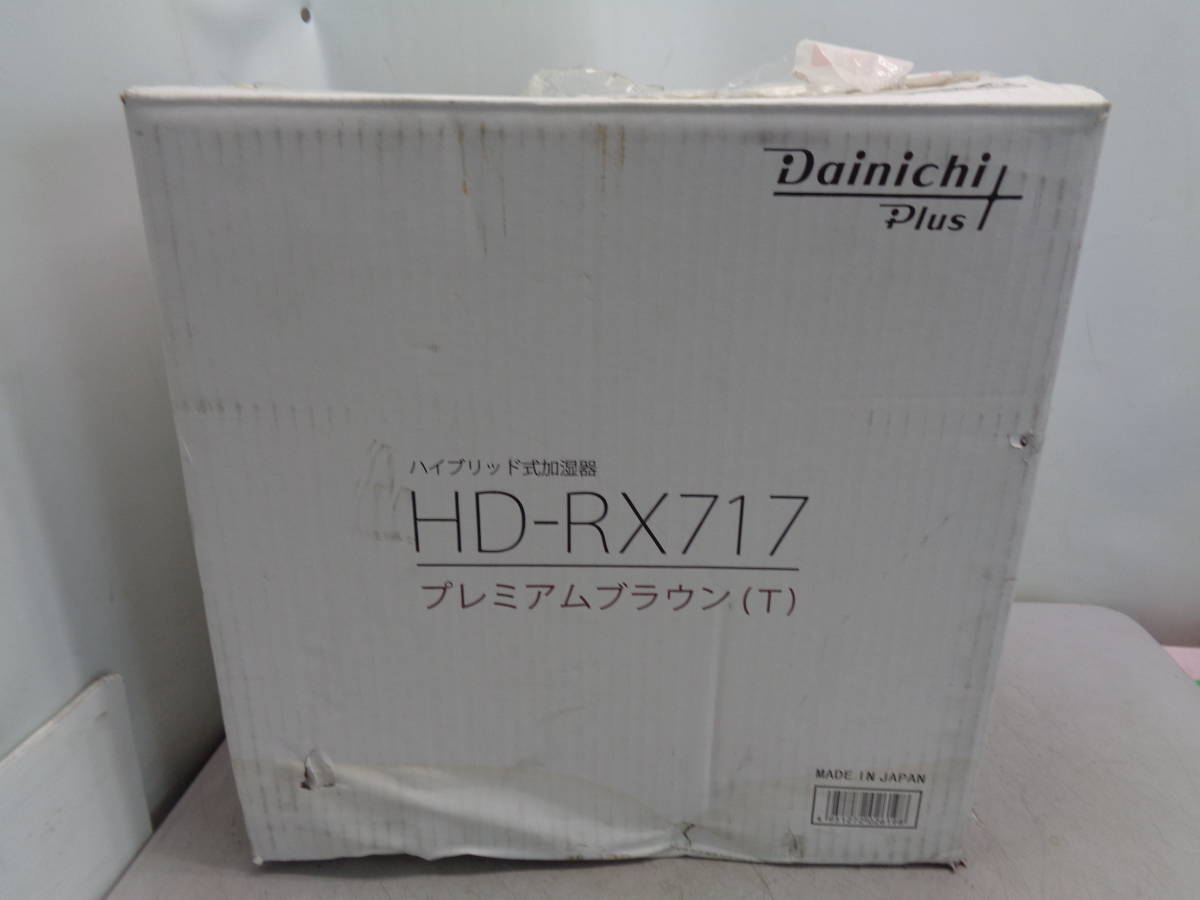 Dainichi
Plus
ハイブリッド式加湿器
HD-RX717
プレミアムブラウン(T)
MADE IN JAPAN